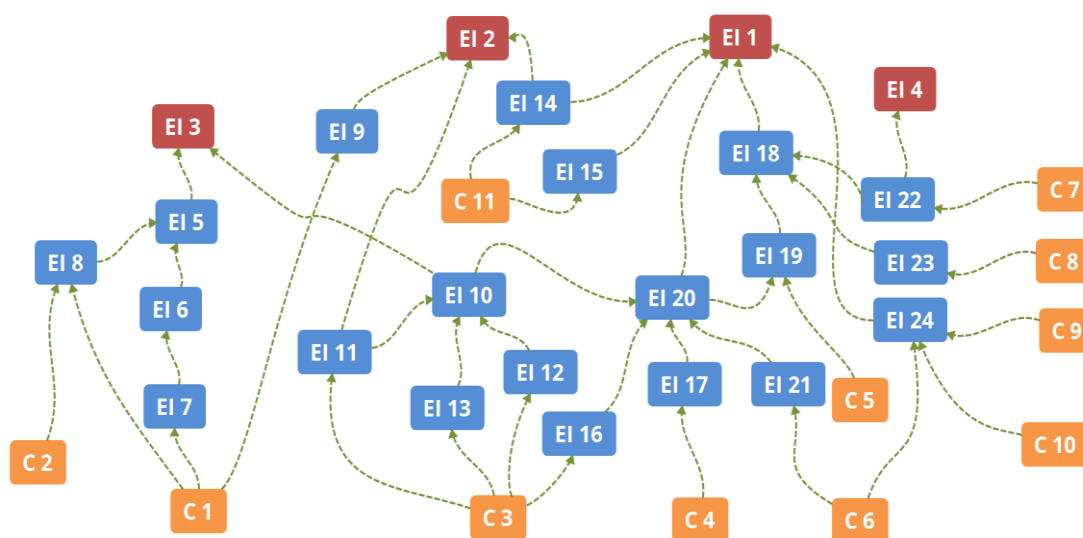 EI 2
EI 1
EI 4
EI 14
EI 3
EI 9
EI 18
EI 15
C 11
EI 22
C 7
EI 5
EI 8
EI 19
EI 23
C 8
EI 6
EI 10
EI 20
EI 24
C 9
EI 11
EI 12
EI 17
EI 21
EI 7
EI 13
C 5
EI 16
C 10
C 2
C 1
C 3
C 4
C 6